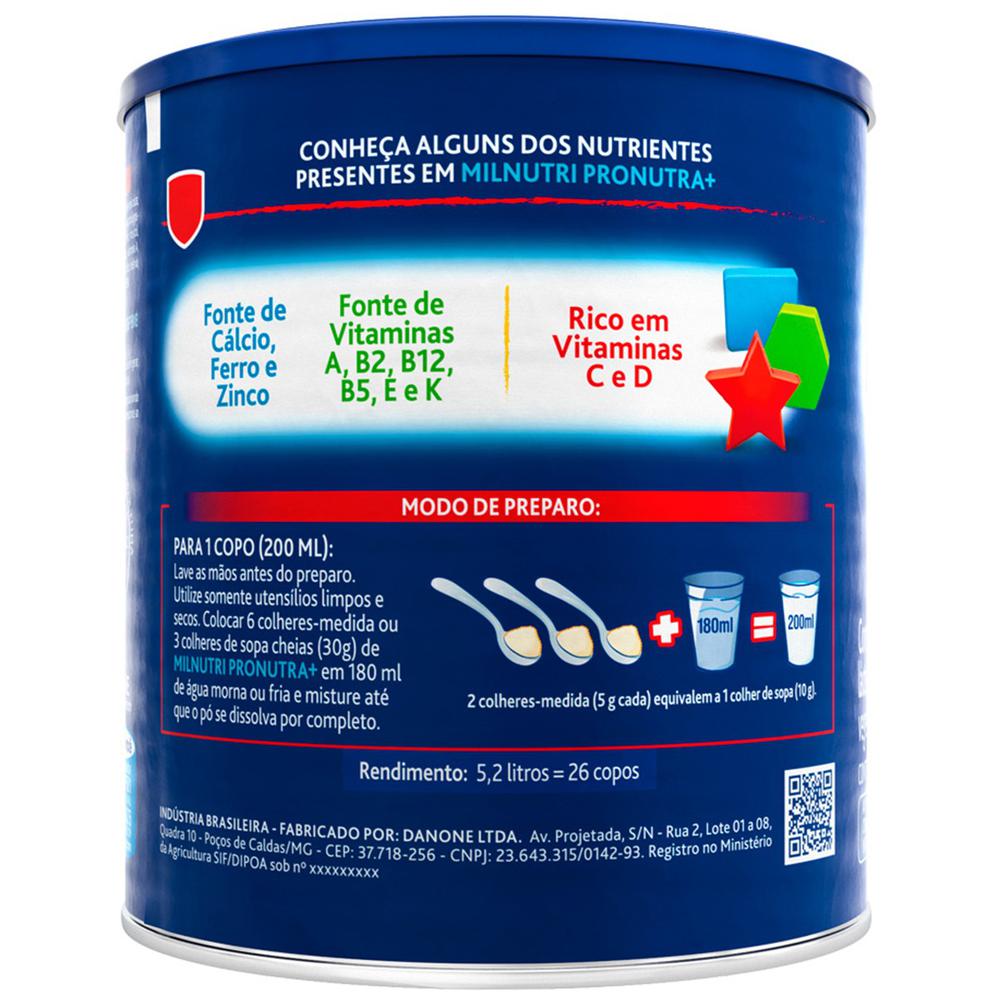 CONHEÇA ALGUNS DOS NUTRIENTES
PRESENTES EM MILNUTRI PRONUTRA+
Fonte de
Cálcio,
Ferro e
Zinco
Fonte de
Vitaminas
A, B2, B12,
B5, E e K
Rico em
Vitaminas
C e D
MODO DE PREPARO:
PARA 1 COPO (200 ML):
Lave as mãos antes do preparo.
Utilize somente utensílios limpos e
secos. Colocar 6 colheres-medida ou
3 colheres de sopa cheias (30g) de
MILNUTRI PRONUTRA+ em 180 ml
de água morna ou fria e misture até
que o pó se dissolva por completo.
180ml
200ml
2 colheres-medida (5 g cada) equivalem a 1 colher de sopa (10 g).
Rendimento: 5,2 litros = 26 copos
INDÚSTRIA BRASILEIRA - FABRICADO POR: DANONE LTDA. Av. Projetada, S/N - Rua 2, Lote 01 a 08,
Quadra 10 - Poços de Caldas/MG - CEP: 37.718-256 - CNPJ: 23.643.315/0142-93. Registro no Ministério
da Agricultura SIF/DIPOA sob nº xxxxxxxxx